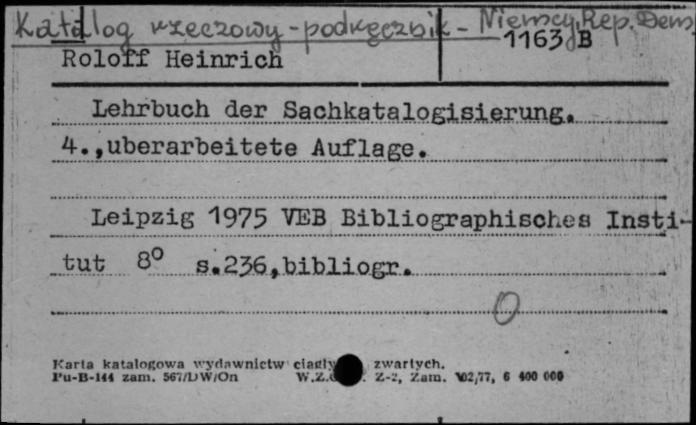 Katalog rzeczowy - podręcznik - Niemcy Rep. Dem.
1163 B
Roloff Heinrich
Lehrbuch der Sachkatalogisierung.
4.,uberarbeitete Auflage.
Leipzig 1975 VEB Bibliographisches Insti-
tut 8° s.236,bibliogr.
0
Karta katalogowa wydawnictw zwartych.
Pu-B-144 zam. 567/DW/On Z-2, Zam. 102/77, 6 400 000